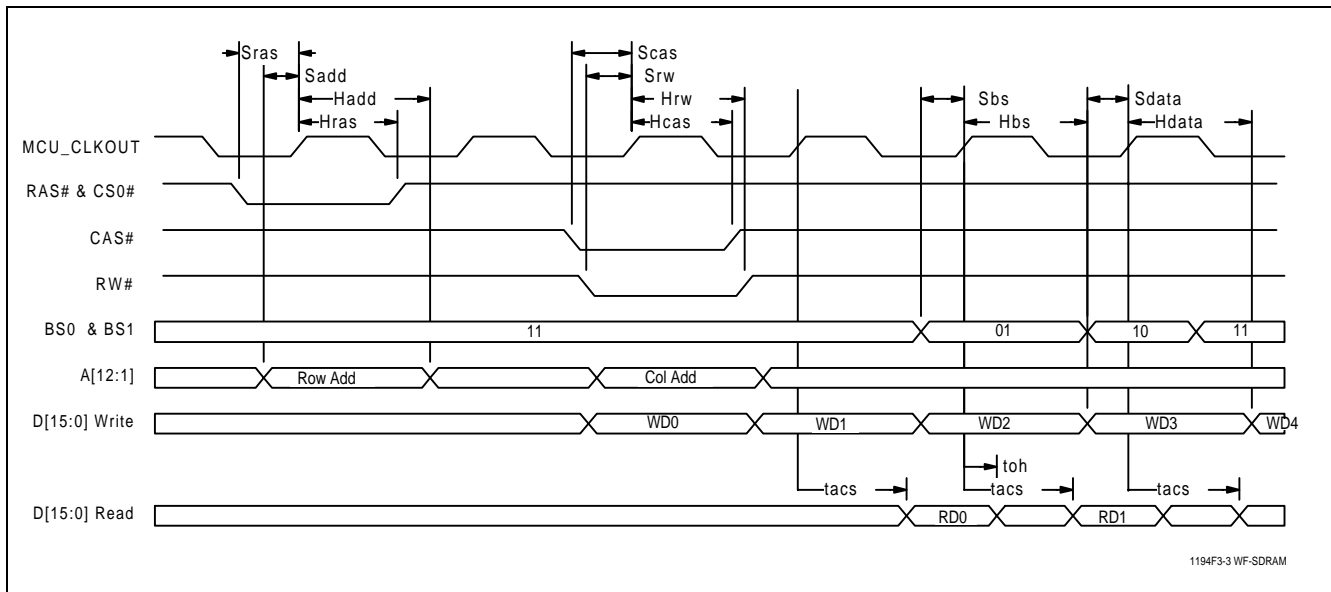 Sras Scas
Sadd Srw
Hadd Hrw Sbs Sdata
Hras Hcas Hbs Hdata
MCU_CLKOUT
RAS# & CS0#
CAS#
RW#
BS0 & BS1 11 01 10 11
A[12:1] Row Add Col Add
D[15:0] Write WD0 WD1 WD2 WD3 WD4
toh
tacs tacs tacs
D[15:0] Read RD0 RD1
1194F3-3 WF-SDRAM